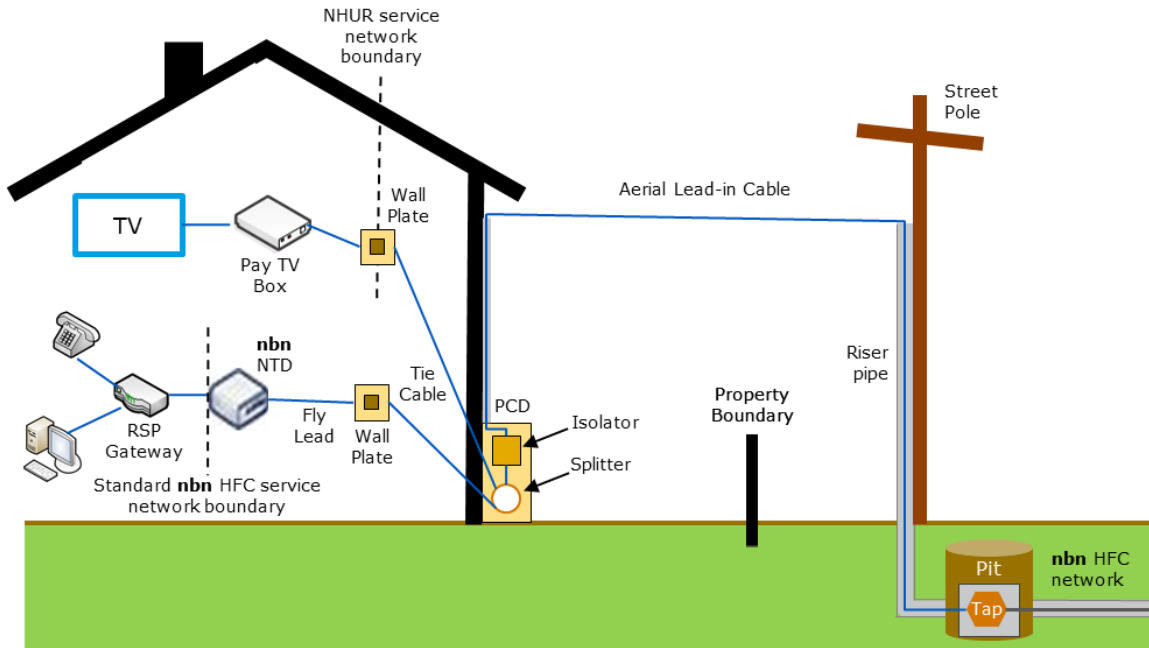 NHUR service
network
boundary
Street
Pole
Aerial Lead-in Cable
Wall
Plate
TV
Pay TV
Box
nbn
NTD
Riser
pipe
Tie
Cable
Property
Boundary
PCD
Isolator
Fly
Lead
RSP
Gateway
Wall
Plate
Splitter
Standard nbn HFC service
network boundary
Pit
nbn HFC
network
Tap